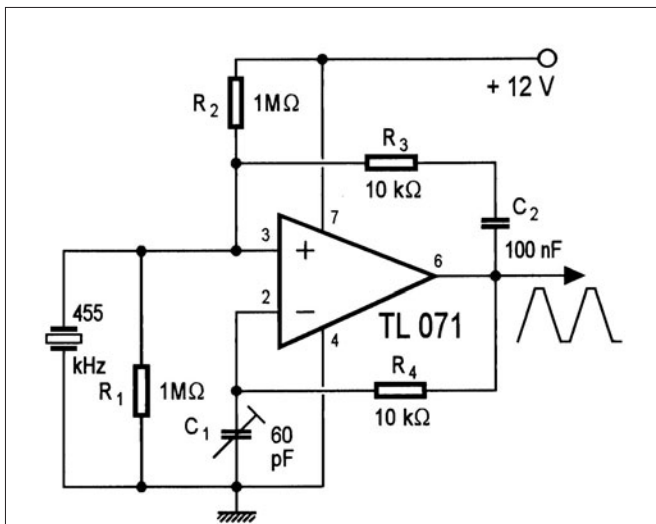 R2
1MΩ
+ 12 V
R3
10 kΩ
C2
100 nF
7
3
+
6
2
−
4
TL 071
455
kHz
R1
1MΩ
R4
10 kΩ
C1
60
pF